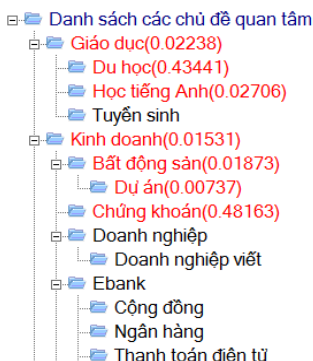 Danh sách các chủ đề quan tâm
Giáo dục(0.02238)
Du học(0.43441)
Học tiếng Anh(0.02706)
Tuyển sinh
Kinh doanh(0.01531)
Bất động sản(0.01873)
Dự án(0.00737)
Chứng khoán(0.48163)
Doanh nghiệp
Doanh nghiệp viết
Ebank
Cộng đồng
Ngân hàng
Thanh toán điện tử